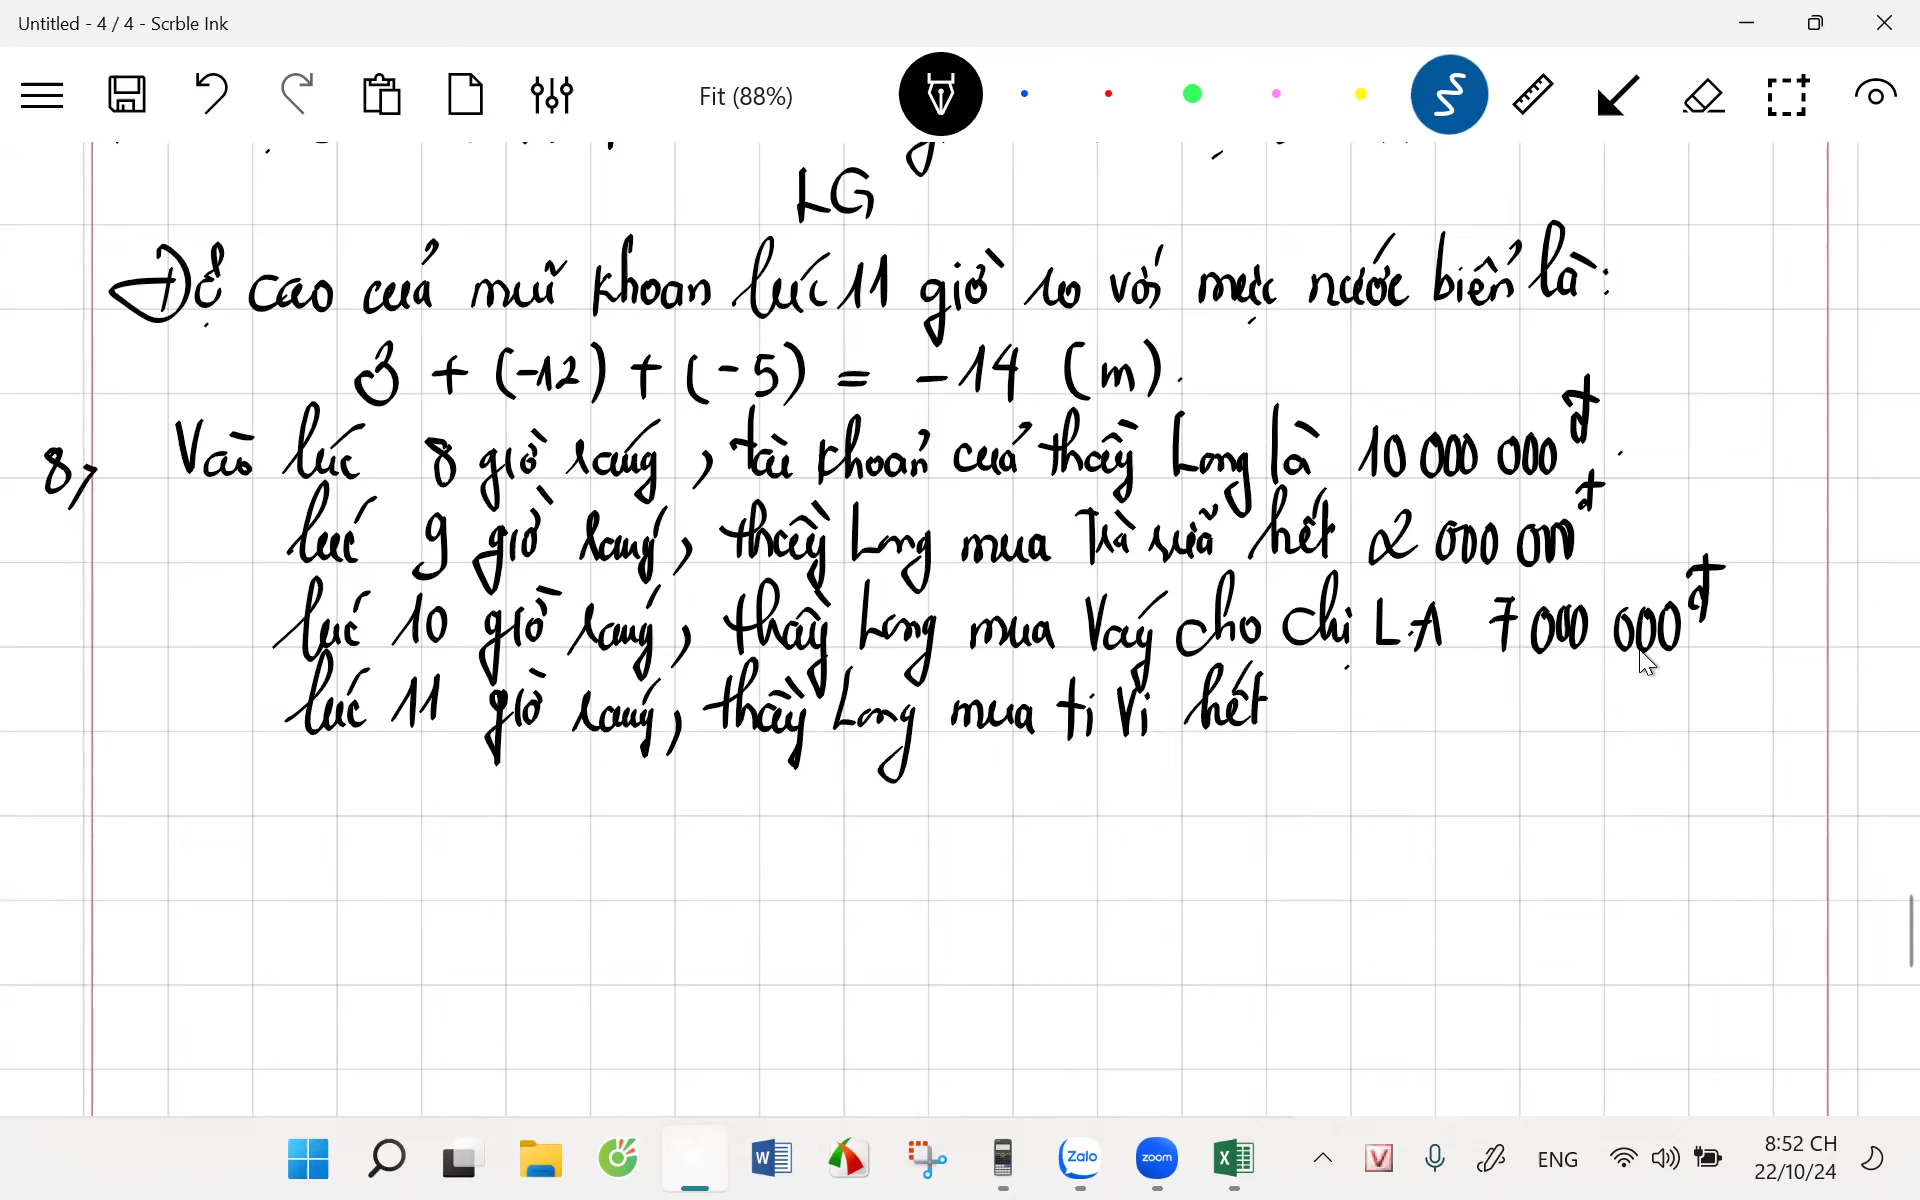 Untitled - 4 / 4 - Scrble Ink
Fit (88%)
LG
Độ cao của mũi khoan lúc 11 giờ so với mực nước biển là:
3 + (-12) + (-5) = -14 (m).
8, Vào lúc 8 giờ sáng, tài khoản của thầy Long là 10 000 000đ.
lúc 9 giờ sáng, thầy Long mua Trà sữa hết 2 000 000đ
lúc 10 giờ sáng, thầy Long mua Váy cho chị L.A 7 000 000đ
lúc 11 giờ sáng, thầy Long mua ti vi hết
W
Zalo
zoom
X
V
ENG
8:52 CH
22/10/24